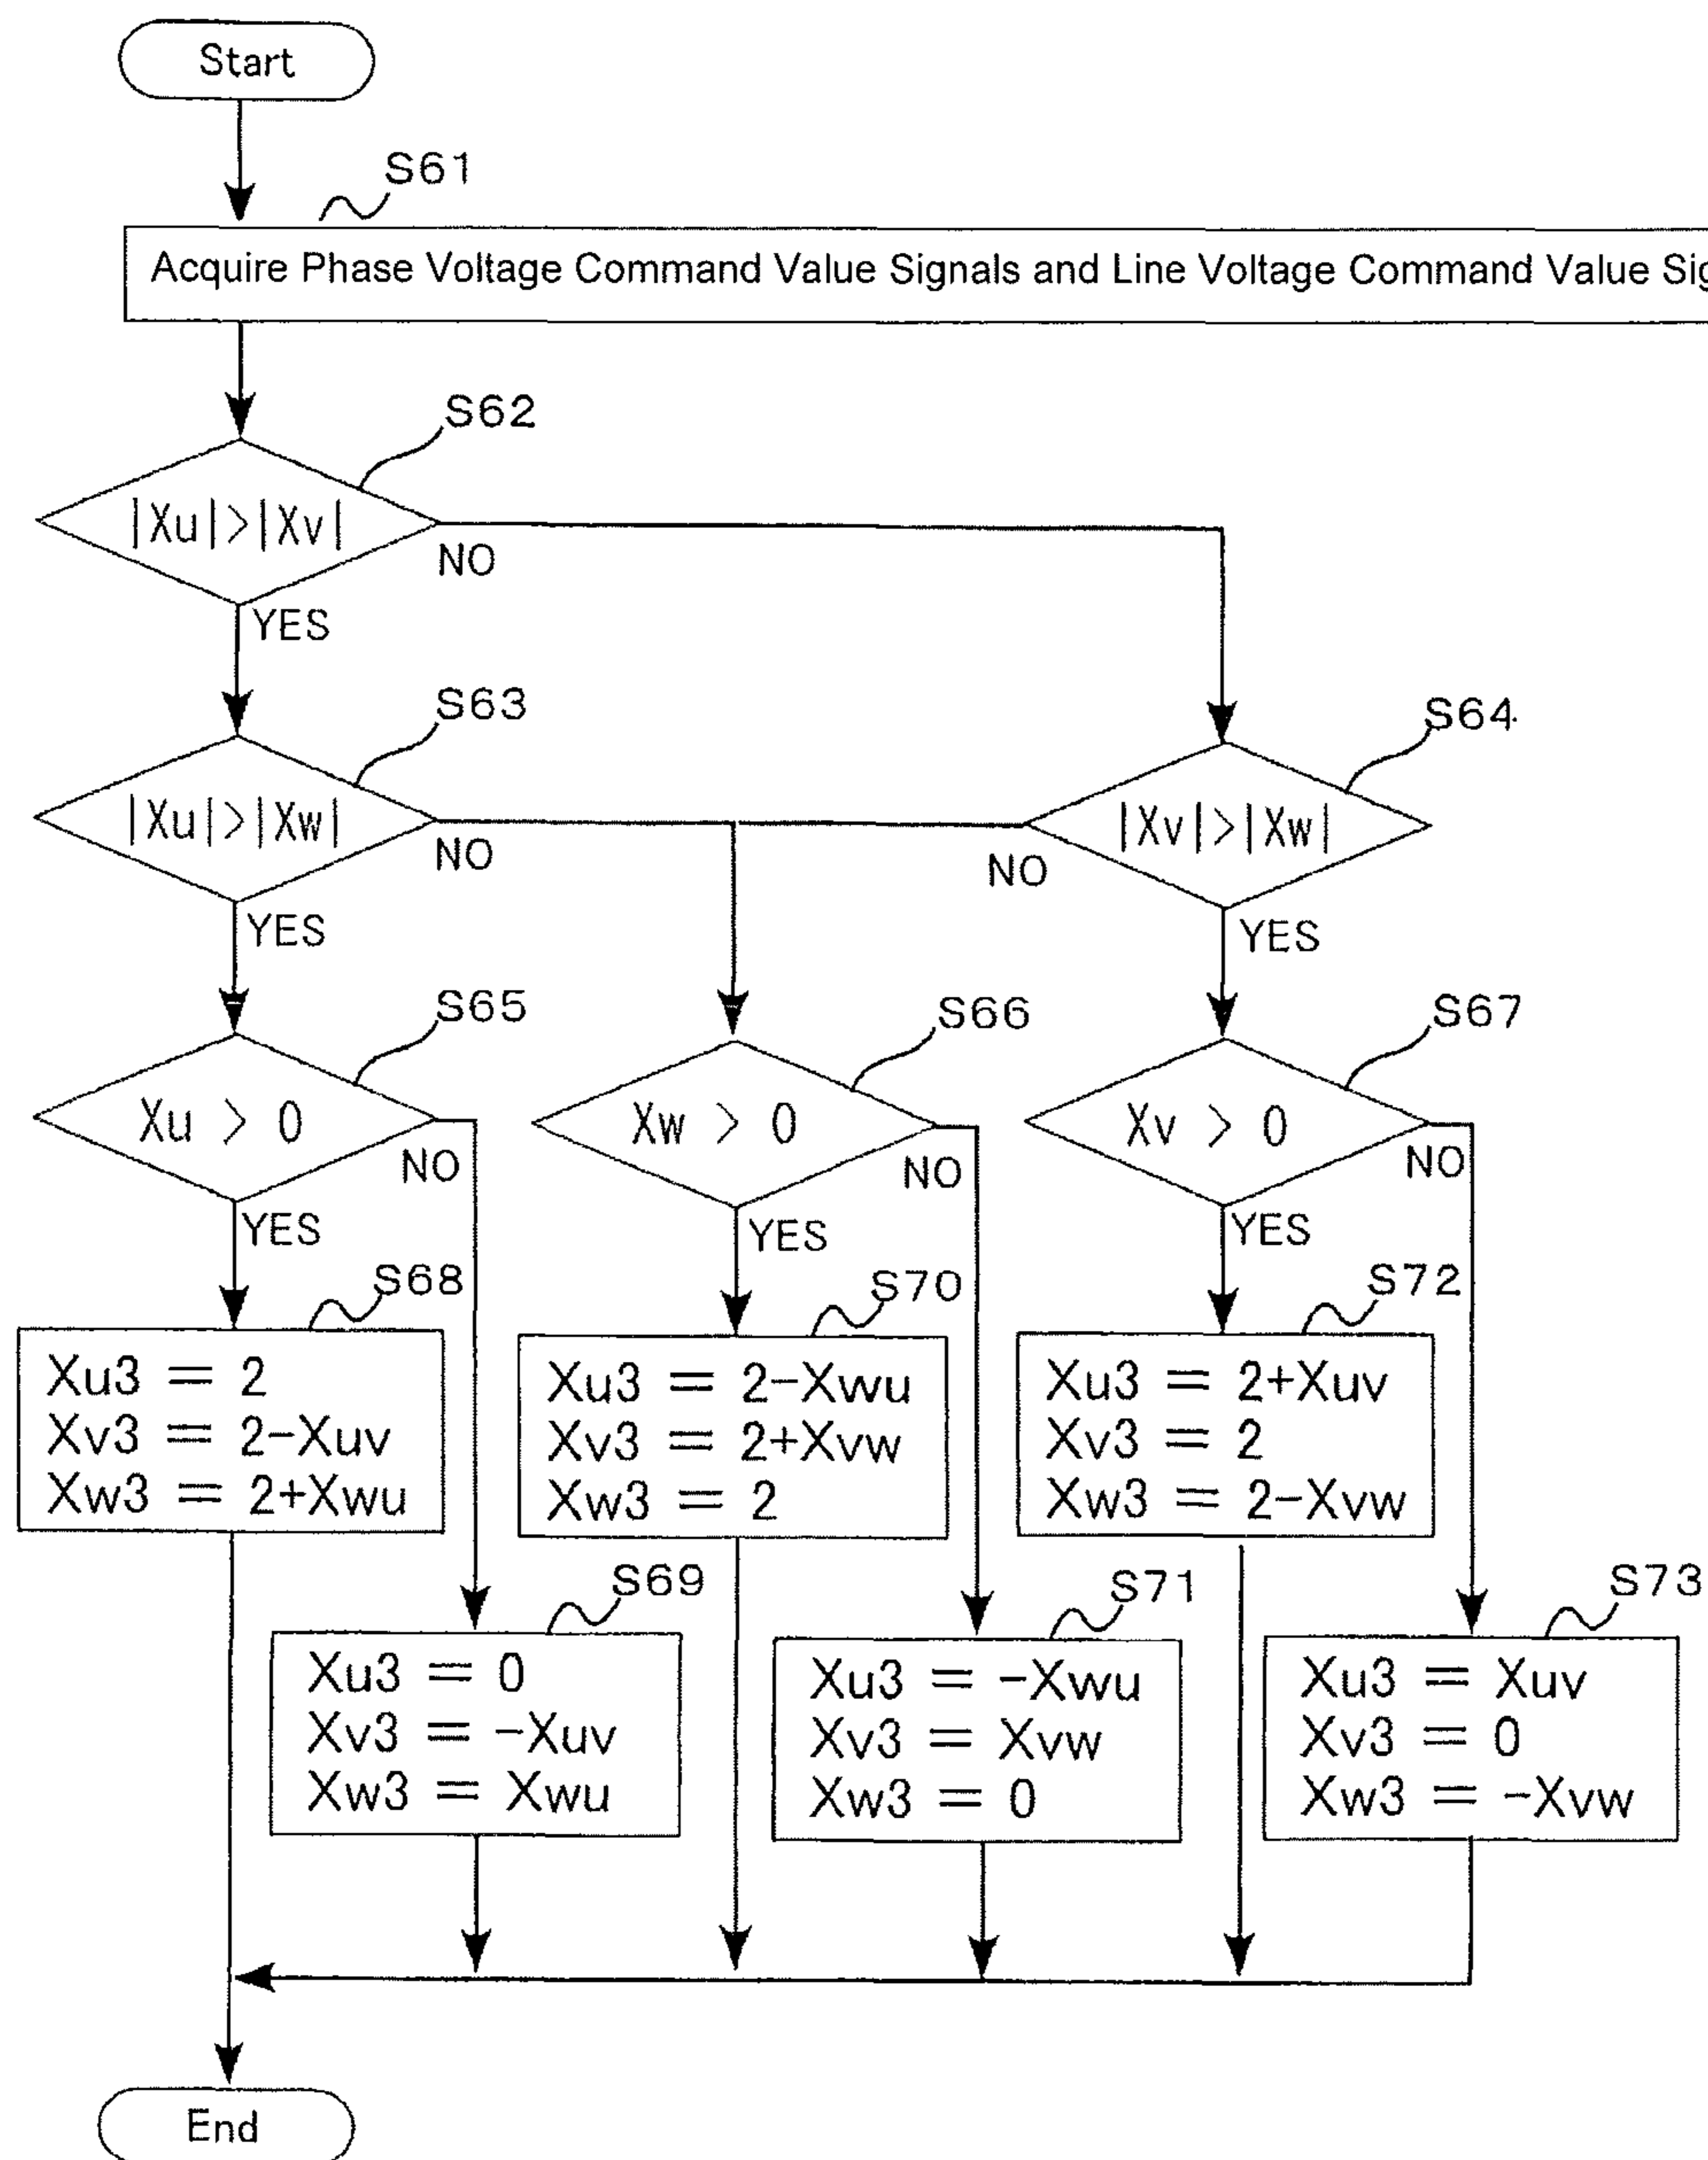 Start
S61
Acquire Phase Voltage Command Value Signals and Line Voltage Command Value
S62
|Xu|>|Xv|
NO
YES
S63
S64
|Xu|>|Xw|
NO
|Xv|>|Xw|
NO
YES
YES
S65
S66
S67
Xu > 0
NO
Xw > 0
NO
Xv > 0
NO
YES
YES
YES
S68
Xu3 = 2
Xv3 = 2-Xuv
Xw3 = 2+Xwu
S70
Xu3 = 2-Xwu
Xv3 = 2+Xvw
Xw3 = 2
S72
Xu3 = 2+Xuv
Xv3 = 2
Xw3 = 2-Xvw
S69
Xu3 = 0
Xv3 = -Xuv
Xw3 = Xwu
S71
Xu3 = -Xwu
Xv3 = Xvw
Xw3 = 0
S73
Xu3 = Xuv
Xv3 = 0
Xw3 = -Xvw
End